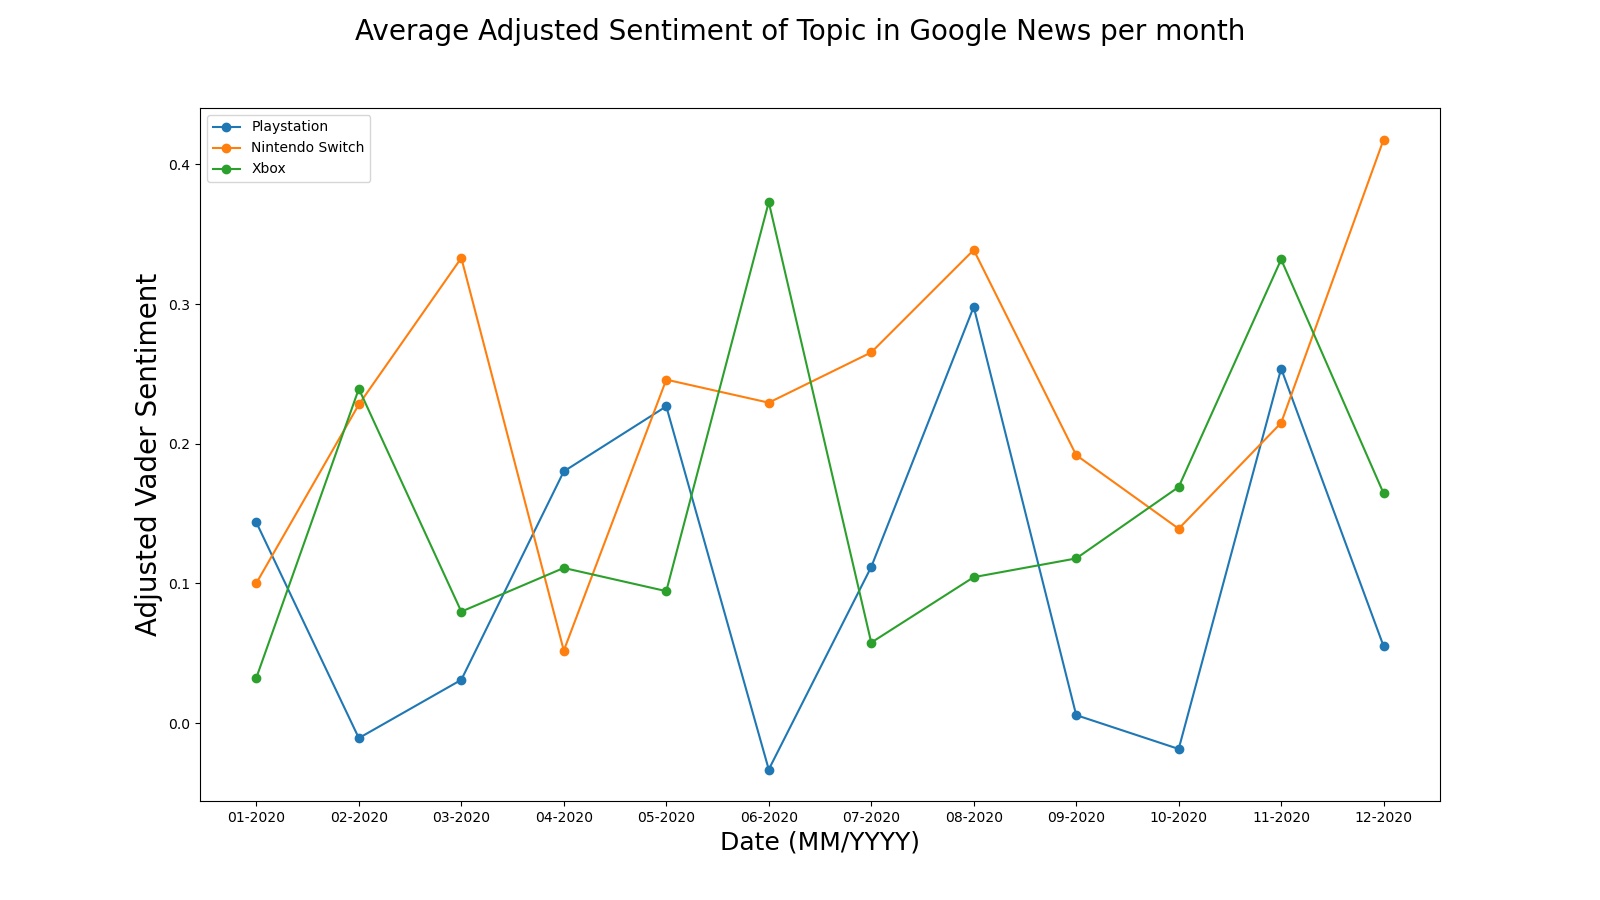 Average Adjusted Sentiment of Topic in Google News per month
Playstation
Nintendo Switch
Xbox
Adjusted Vader Sentiment
0.4
0.3
0.2
0.1
0.0
01-2020 02-2020 03-2020 04-2020 05-2020 06-2020 07-2020 08-2020 09-2020 10-2020 11-2020 12-2020
Date (MM/YYYY)